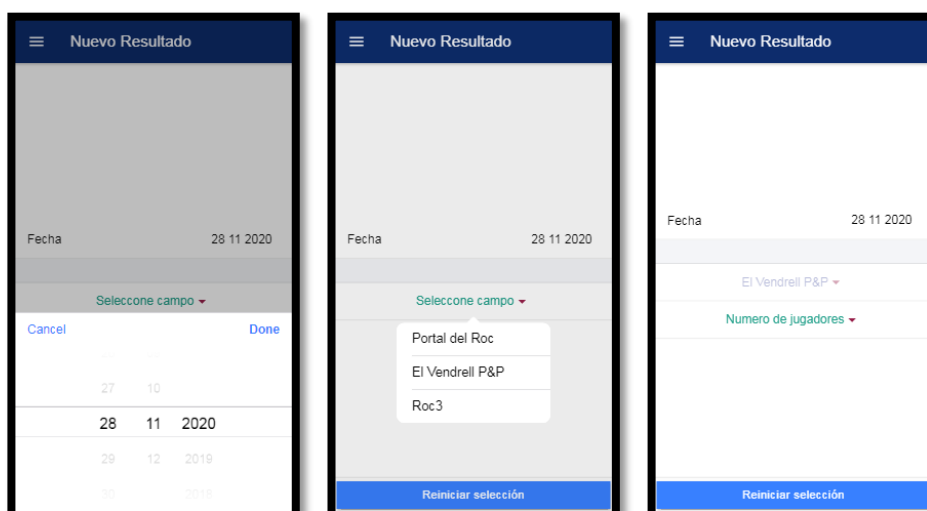 Nuevo Resultado
Fecha 28 11 2020
Seleccone campo
Cancel Done
27 10
28 11 2020
29 12 2019
30 2018
Nuevo Resultado
Fecha 28 11 2020
Seleccone campo
Portal del Roc
El Vendrell P&P
Roc3
Reiniciar selección
Nuevo Resultado
Fecha 28 11 2020
El Vendrell P&P
Numero de jugadores
Reiniciar selección